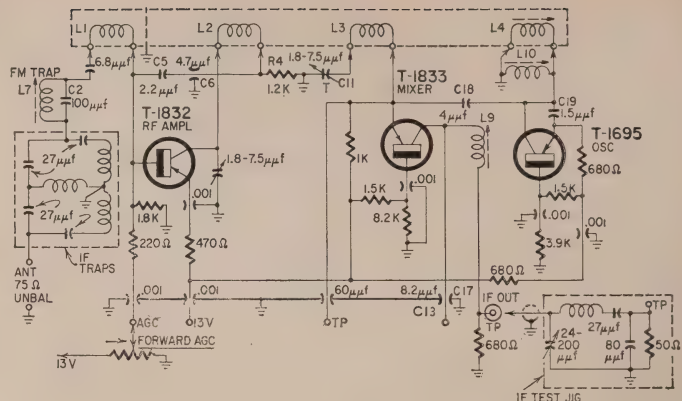 L1
L2
L3
L4
L10
6.8μμf
FM TRAP
L7
C2
100μμf
C5
2.2μμf
4.7μμf
C6
R4
1.2K
1.8-7.5μμf
T
C11
T-1833
MIXER
C18
4μμf
L9
C19
1.5μμf
T-1695
OSC
680Ω
T-1832
RF AMPL
1.8-7.5μμf
27μμf
27μμf
IF
TRAPS
1K
1.5K
8.2K
.001
1.5K
.001
3.9K
.001
1.8K
.001
220Ω
470Ω
680Ω
ANT
75Ω
UNBAL
.001
.001
60μμf
8.2μμf
C17
C13
AGC
13V
TP
FORWARD AGC
13V
IF OUT
TP
680Ω
24-
200
μμf
27μμf
80
μμf
TP
50Ω
IF TEST JIG